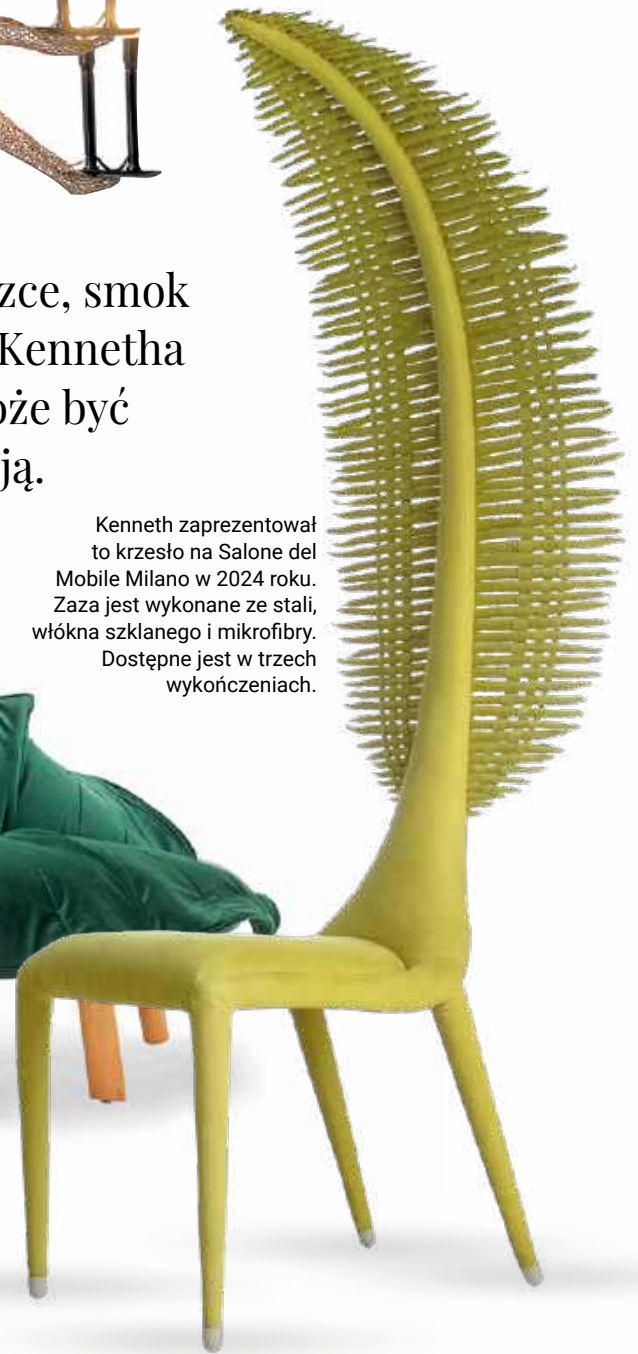 zce, smok
Kennetha
oże być
ją.
Kenneth zaprezentował
to krzesło na Salone del
Mobile Milano w 2024 roku.
Zaza jest wykonane ze stali,
włókna szklanego i mikrofibry.
Dostępne jest w trzech
wykończeniach.